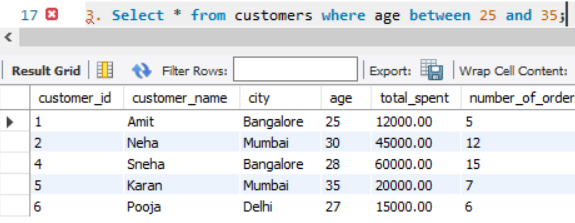 17 3. Select * from customers where age between 25 and 35;
Result Grid Filter Rows: Export: Wrap Cell Content:
customer_id customer_name city age total_spent number_of_order
1 Amit Bangalore 25 12000.00 5
2 Neha Mumbai 30 45000.00 12
4 Sneha Bangalore 28 60000.00 15
5 Karan Mumbai 35 20000.00 7
6 Pooja Delhi 27 15000.00 6